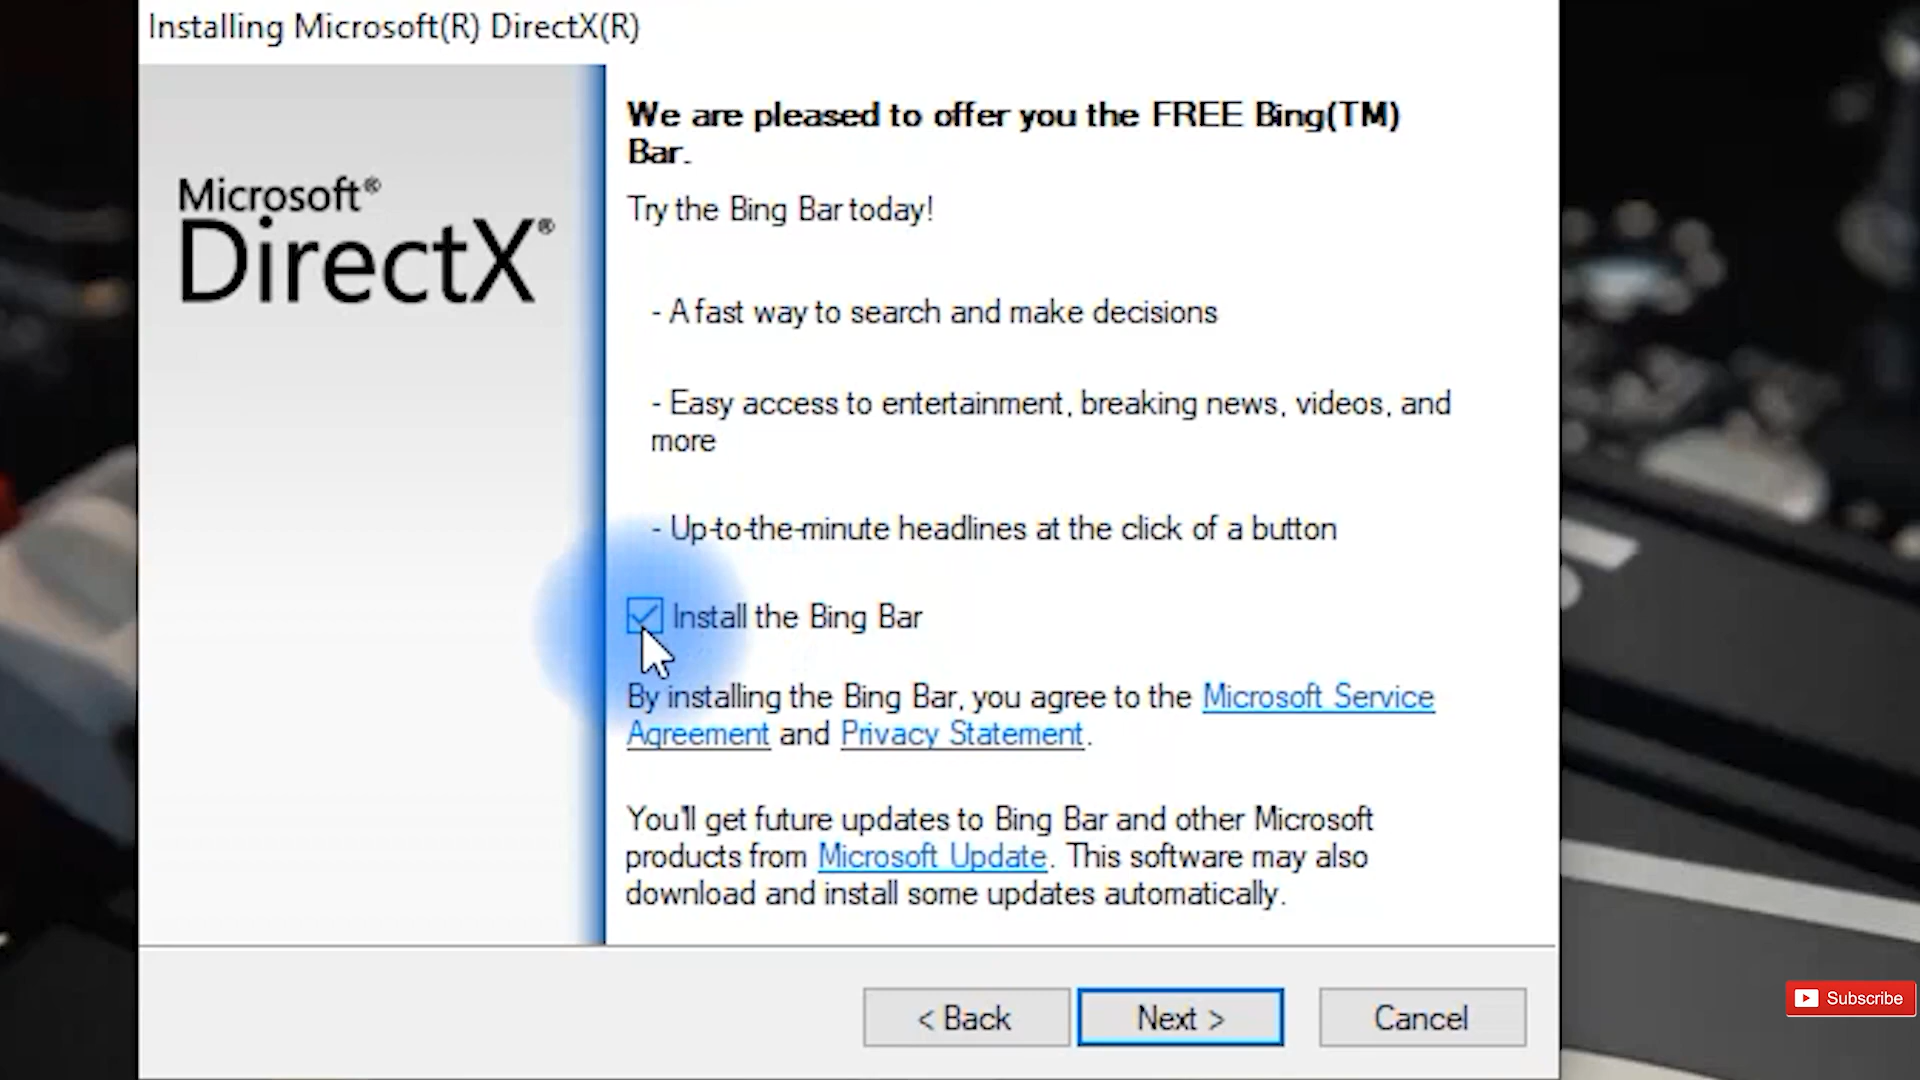 Installing Microsoft(R) DirectX(R)
Microsoft®
DirectX®
We are pleased to offer you the FREE Bing(TM)
Bar.
Try the Bing Bar today!
- A fast way to search and make decisions
- Easy access to entertainment, breaking news, videos, and
more
- Up-to-the-minute headlines at the click of a button
Install the Bing Bar
By installing the Bing Bar, you agree to the Microsoft Service
Agreement and Privacy Statement.
You'll get future updates to Bing Bar and other Microsoft
products from Microsoft Update. This software may also
download and install some updates automatically.
< Back Next > Cancel
Subscribe